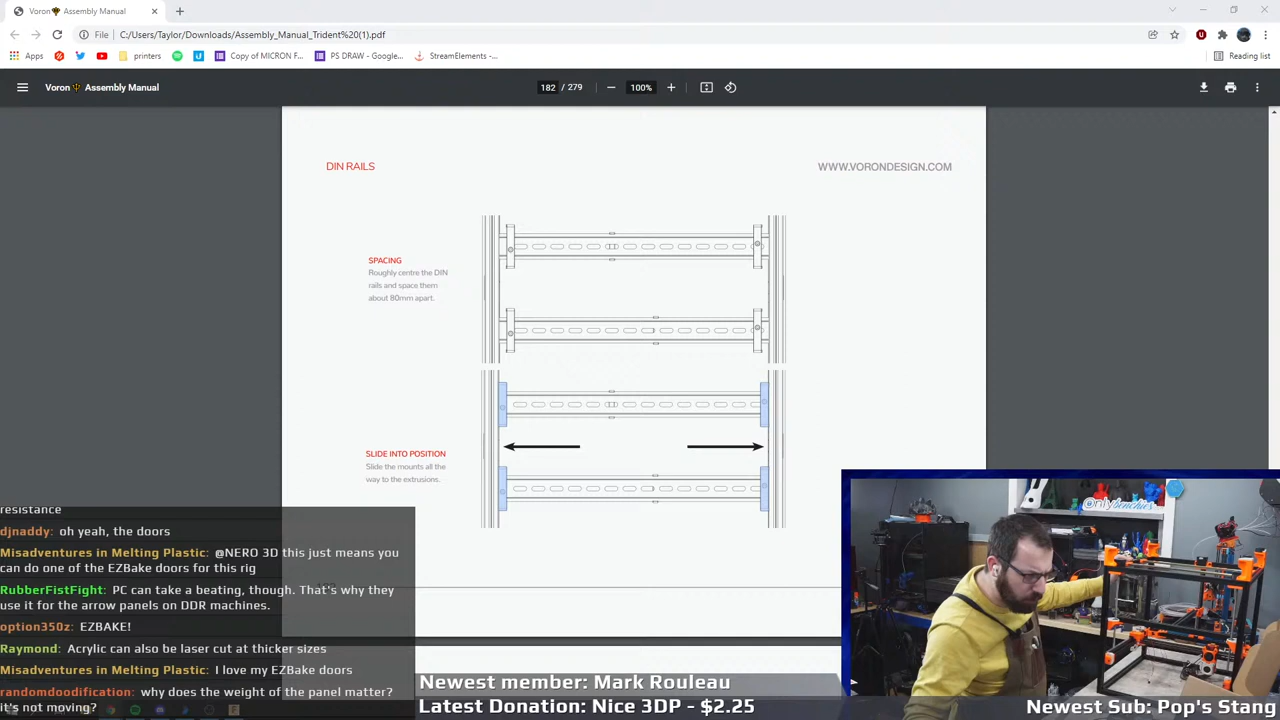 Voron Assembly Manual
File | C:/Users/Taylor/Downloads/Assembly_Manual_Trident%20(1).pdf
Apps
printers
Copy of MICRON F...
PS DRAW - Google...
StreamElements -...
Reading list
Voron Assembly Manual
182 / 279
100%
DIN RAILS
WWW.VORONDESIGN.COM
SPACING
Roughly centre the DIN
rails and space them
about 80mm apart.
SLIDE INTO POSITION
Slide the mounts all the
way to the extrusions.
resistance
djnaddy: oh yeah, the doors
Misadventures in Melting Plastic: @NERO 3D this just means you
can do one of the EZBake doors for this rig
RubberFistFight: PC can take a beating, though. That's why they
use it for the arrow panels on DDR machines.
option350z: EZBAKE!
Raymond: Acrylic can also be laser cut at thicker sizes
Misadventures in Melting Plastic: I love my EZBake doors
randomdoodification: why does the weight of the panel matter?
it's not moving?
@nlybenchies
Newest member: Mark Rouleau
Latest Donation: Nice 3DP - $2.25
Newest Sub: Pop's Stang